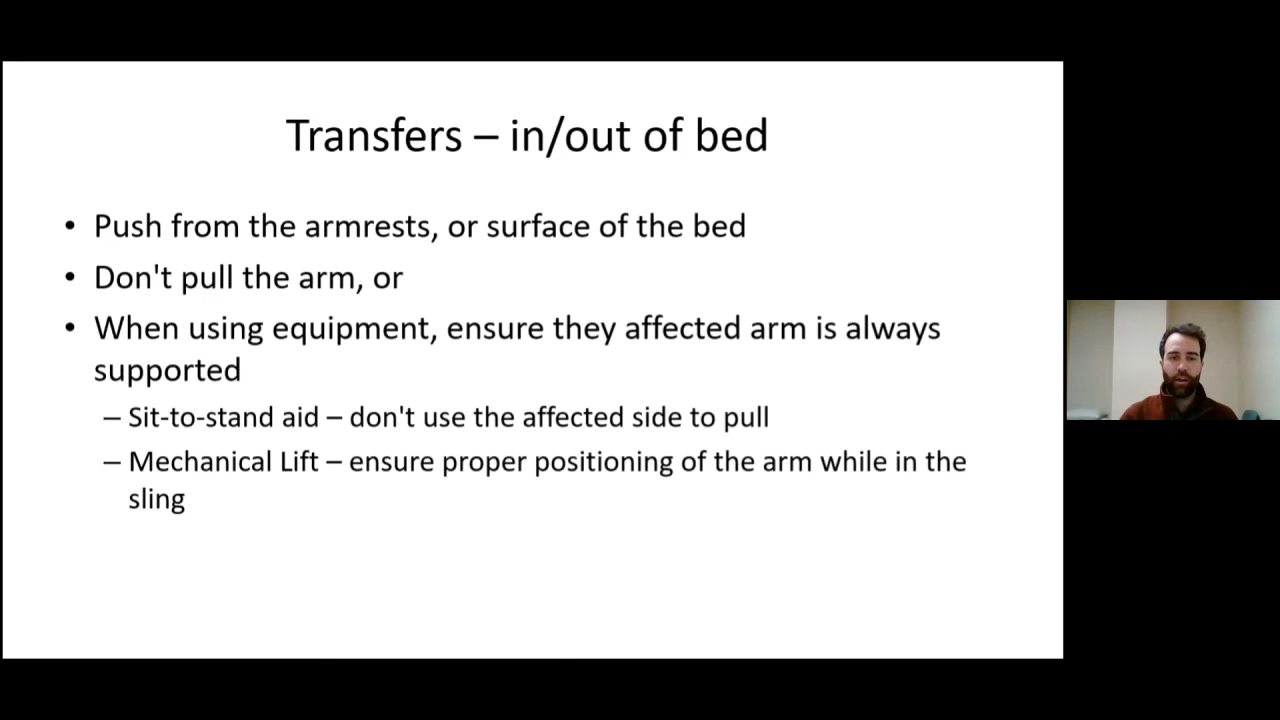 Transfers – in/out of bed
• Push from the armrests, or surface of the bed
• Don't pull the arm, or
• When using equipment, ensure they affected arm is always
supported
– Sit-to-stand aid – don't use the affected side to pull
– Mechanical Lift – ensure proper positioning of the arm while in the
sling